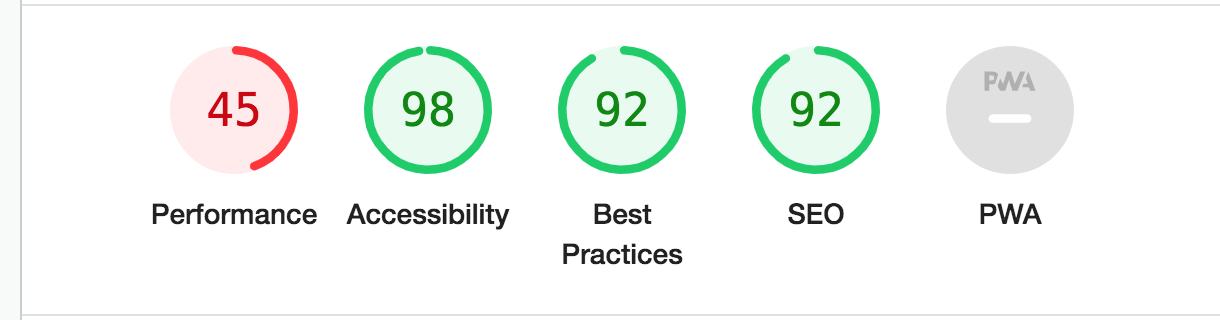 PWA
45
98
92
92
Performance
Accessibility
Best
Practices
SEO
PWA